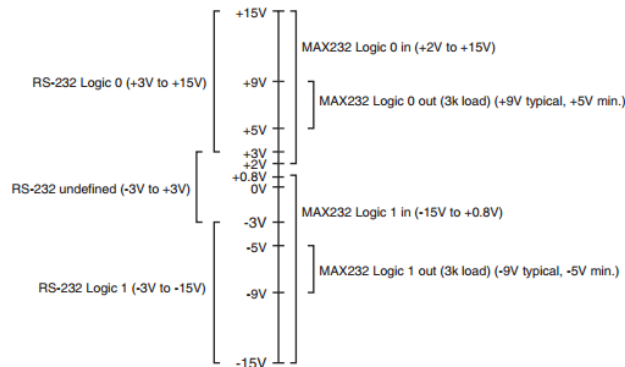 +15V
MAX232 Logic 0 in (+2V to +15V)
RS-232 Logic 0 (+3V to +15V)
+9V
MAX232 Logic 0 out (3k load) (+9V typical, +5V min.)
+5V
+3V
+2V
+0.8V
RS-232 undefined (-3V to +3V)
0V
MAX232 Logic 1 in (-15V to +0.8V)
-3V
-5V
MAX232 Logic 1 out (3k load) (-9V typical, -5V min.)
RS-232 Logic 1 (-3V to -15V)
-9V
-15V